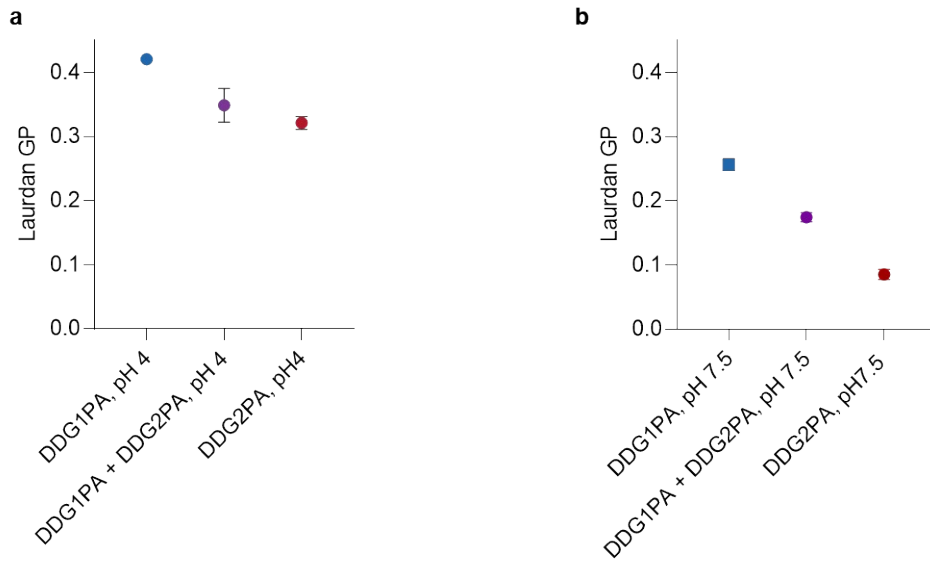 a
0.4
0.3
0.2
0.1
0.0
Laurdan GP
DDG1PA, pH 4
DDG1PA + DDG2PA, pH 4
DDG2PA, pH4
b
0.4
0.3
0.2
0.1
0.0
Laurdan GP
DDG1PA, pH 7.5
DDG1PA + DDG2PA, pH 7.5
DDG2PA, pH7.5